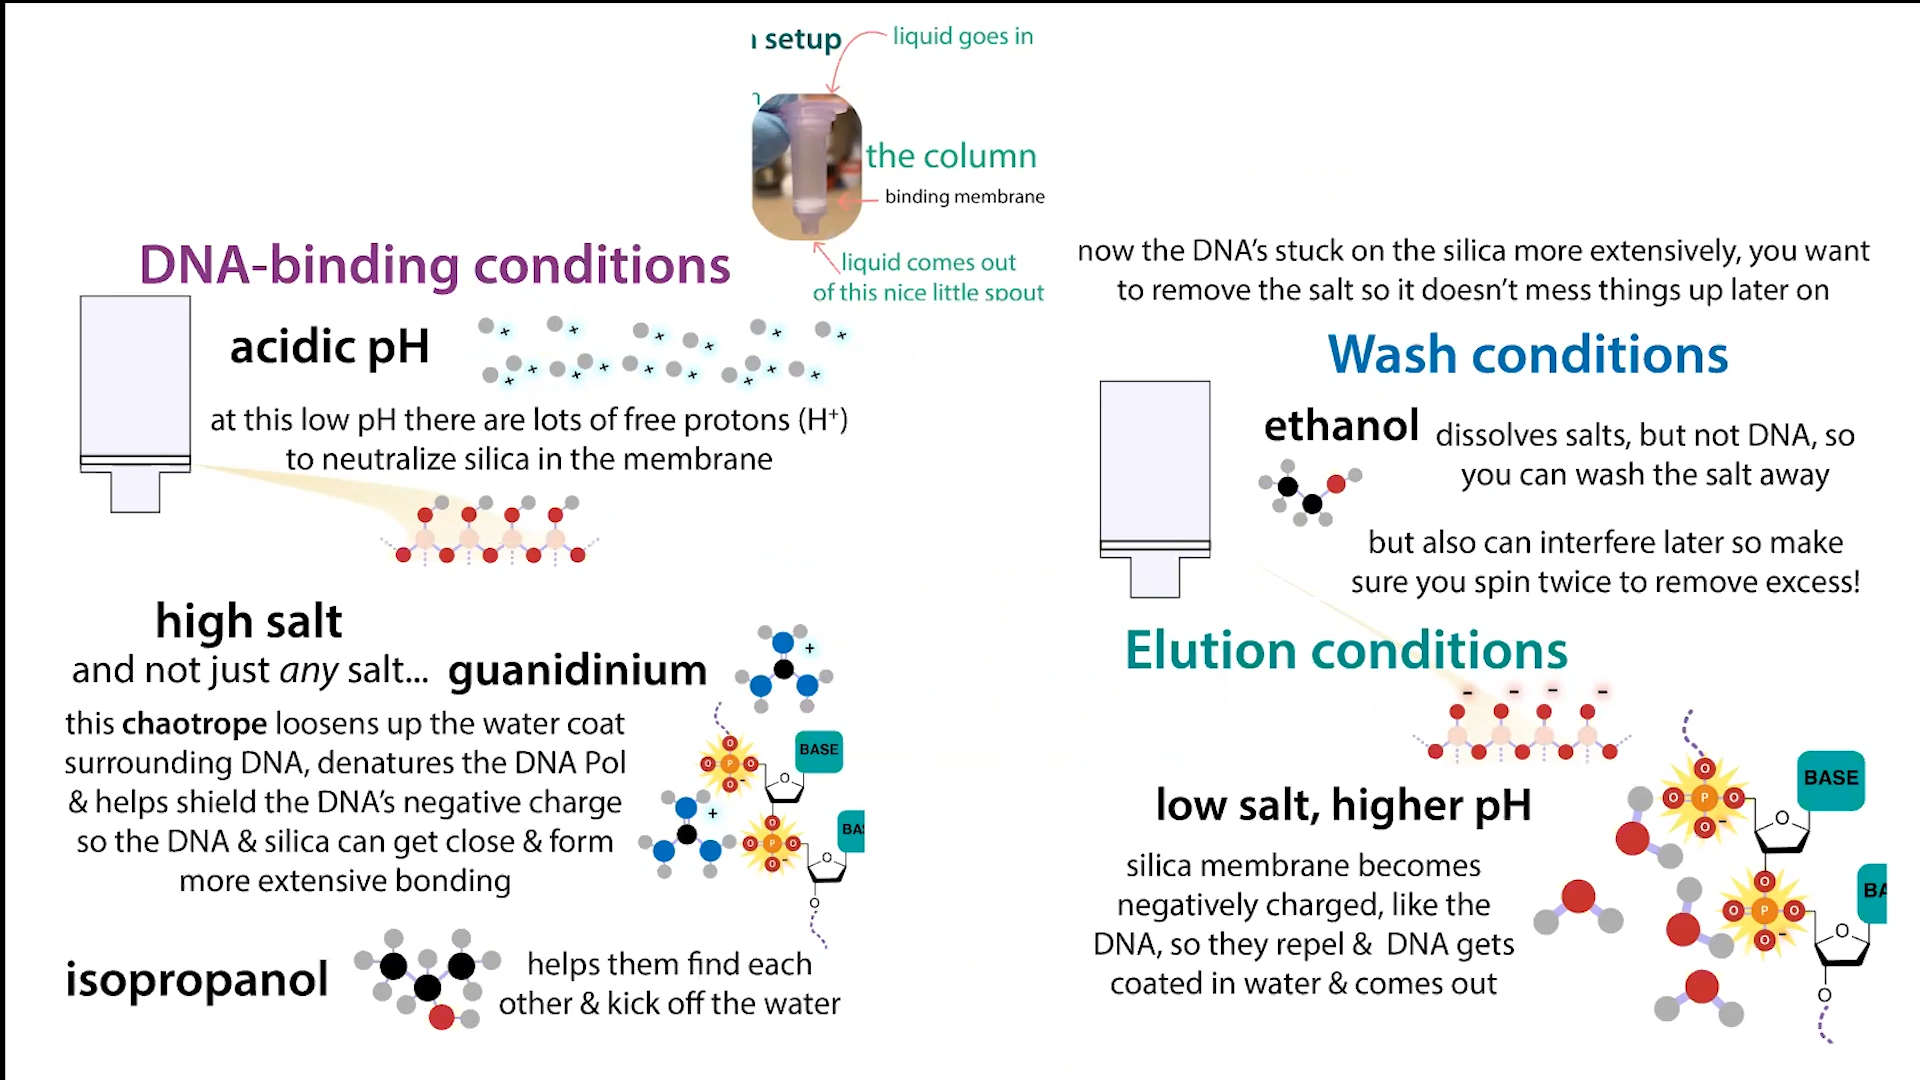 setup
liquid goes in
the column
binding membrane
liquid comes out
of this nice little spout
DNA-binding conditions
acidic pH
at this low pH there are lots of free protons (H⁺)
to neutralize silica in the membrane
high salt
and not just any salt... guanidinium
this chaotrope loosens up the water coat
surrounding DNA, denatures the DNA Pol
& helps shield the DNA's negative charge
so the DNA & silica can get close & form
more extensive bonding
BASE
BA
O P O
isopropanol
helps them find each
other & kick off the water
now the DNA's stuck on the silica more extensively, you want
to remove the salt so it doesn't mess things up later on
Wash conditions
ethanol
dissolves salts, but not DNA, so
you can wash the salt away
but also can interfere later so make
sure you spin twice to remove excess!
Elution conditions
low salt, higher pH
silica membrane becomes
negatively charged, like the
DNA, so they repel & DNA gets
coated in water & comes out
BASE
BA
O P O